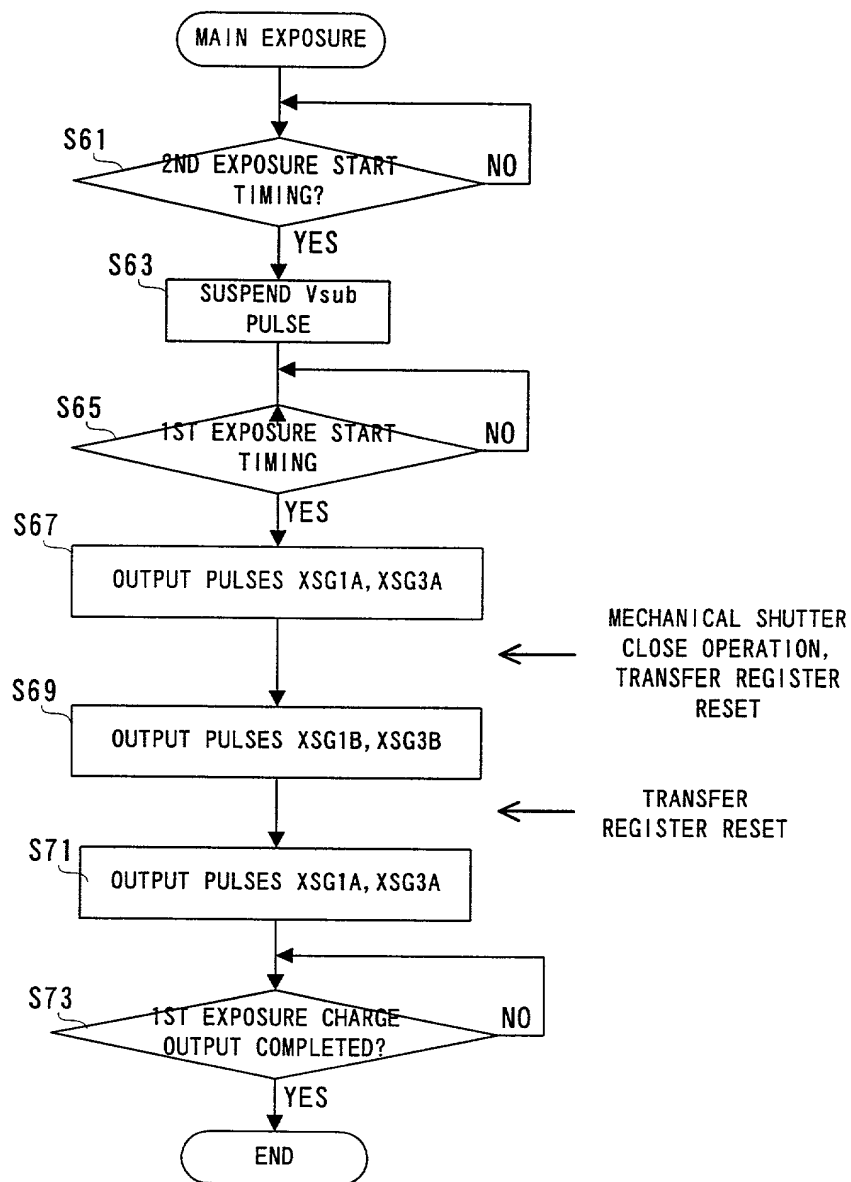 MAIN EXPOSURE
S61
2ND EXPOSURE START
TIMING?
NO
YES
S63
SUSPEND Vsub
PULSE
S65
1ST EXPOSURE START
TIMING
NO
YES
S67
OUTPUT PULSES XSG1A, XSG3A
MECHANICAL SHUTTER
CLOSE OPERATION,
TRANSFER REGISTER
RESET
S69
OUTPUT PULSES XSG1B, XSG3B
TRANSFER
REGISTER RESET
S71
OUTPUT PULSES XSG1A, XSG3A
S73
1ST EXPOSURE CHARGE
OUTPUT COMPLETED?
NO
YES
END